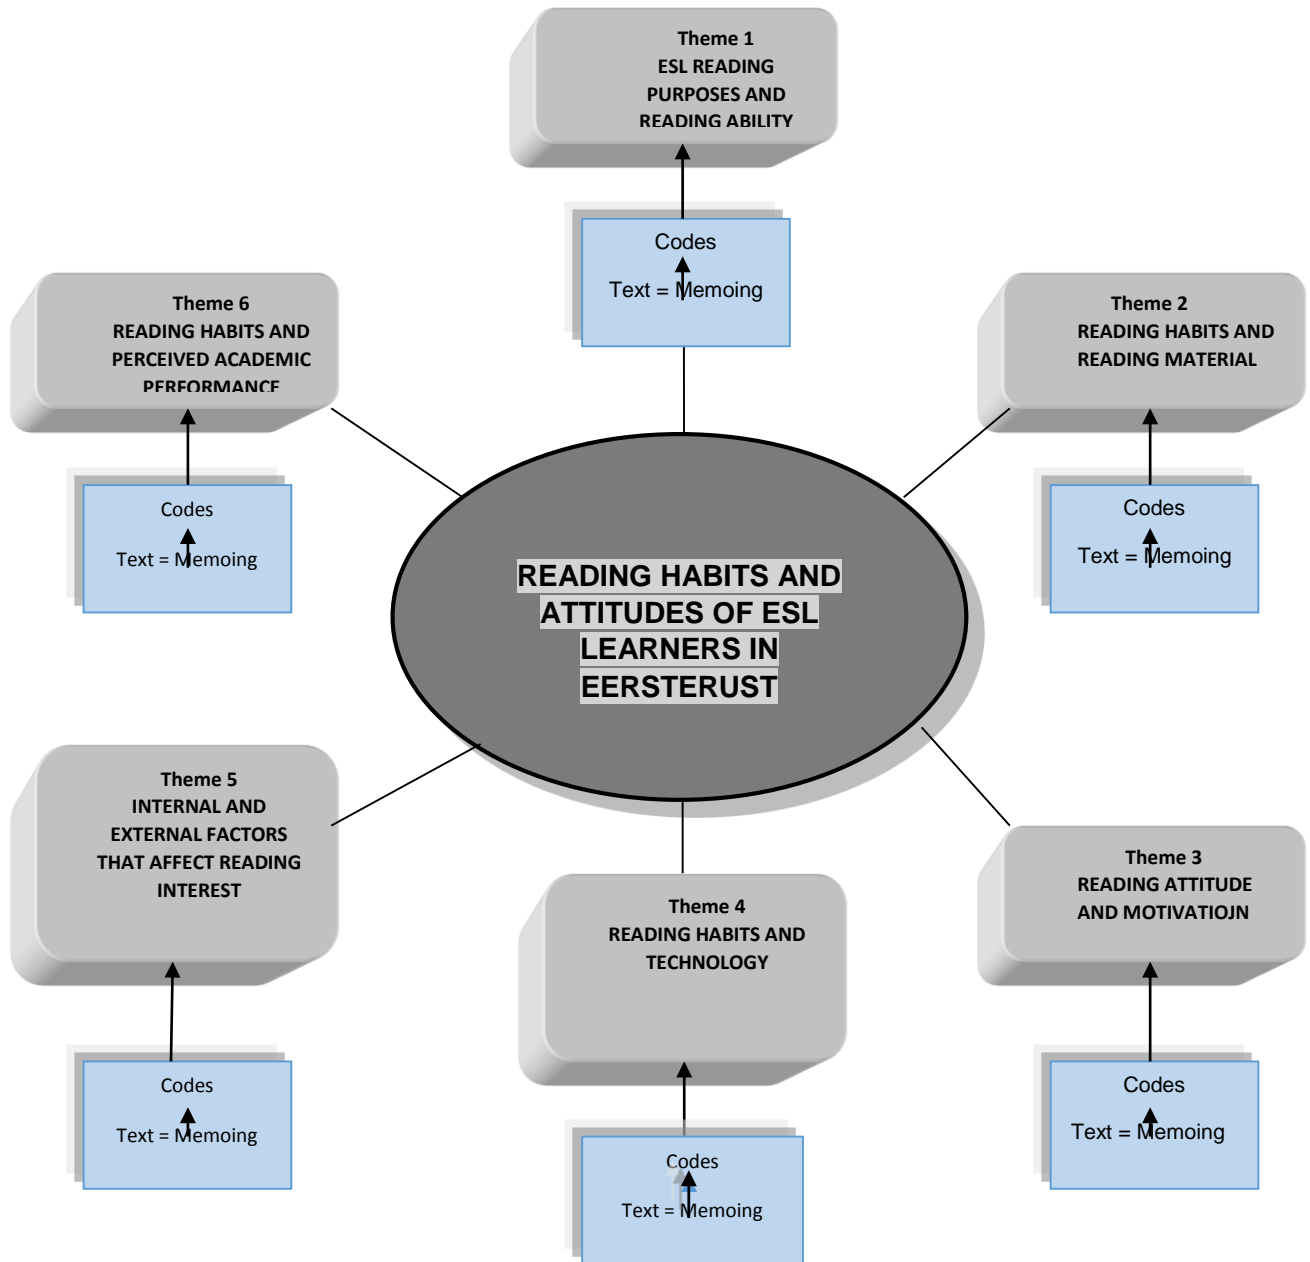 Theme 1
ESL READING
PURPOSES AND
READING ABILITY
Codes
Text = Memoing
Theme 6
READING HABITS AND
PERCEIVED ACADEMIC
PERFORMANCE
Codes
Text = Memoing
Theme 2
READING HABITS AND
READING MATERIAL
Codes
Text = Memoing
READING HABITS AND
ATTITUDES OF ESL
LEARNERS IN
EERSTERUST
Theme 5
INTERNAL AND
EXTERNAL FACTORS
THAT AFFECT READING
INTEREST
Codes
Text = Memoing
Theme 4
READING HABITS AND
TECHNOLOGY
Codes
Text = Memoing
Theme 3
READING ATTITUDE
AND MOTIVATIOJN
Codes
Text = Memoing